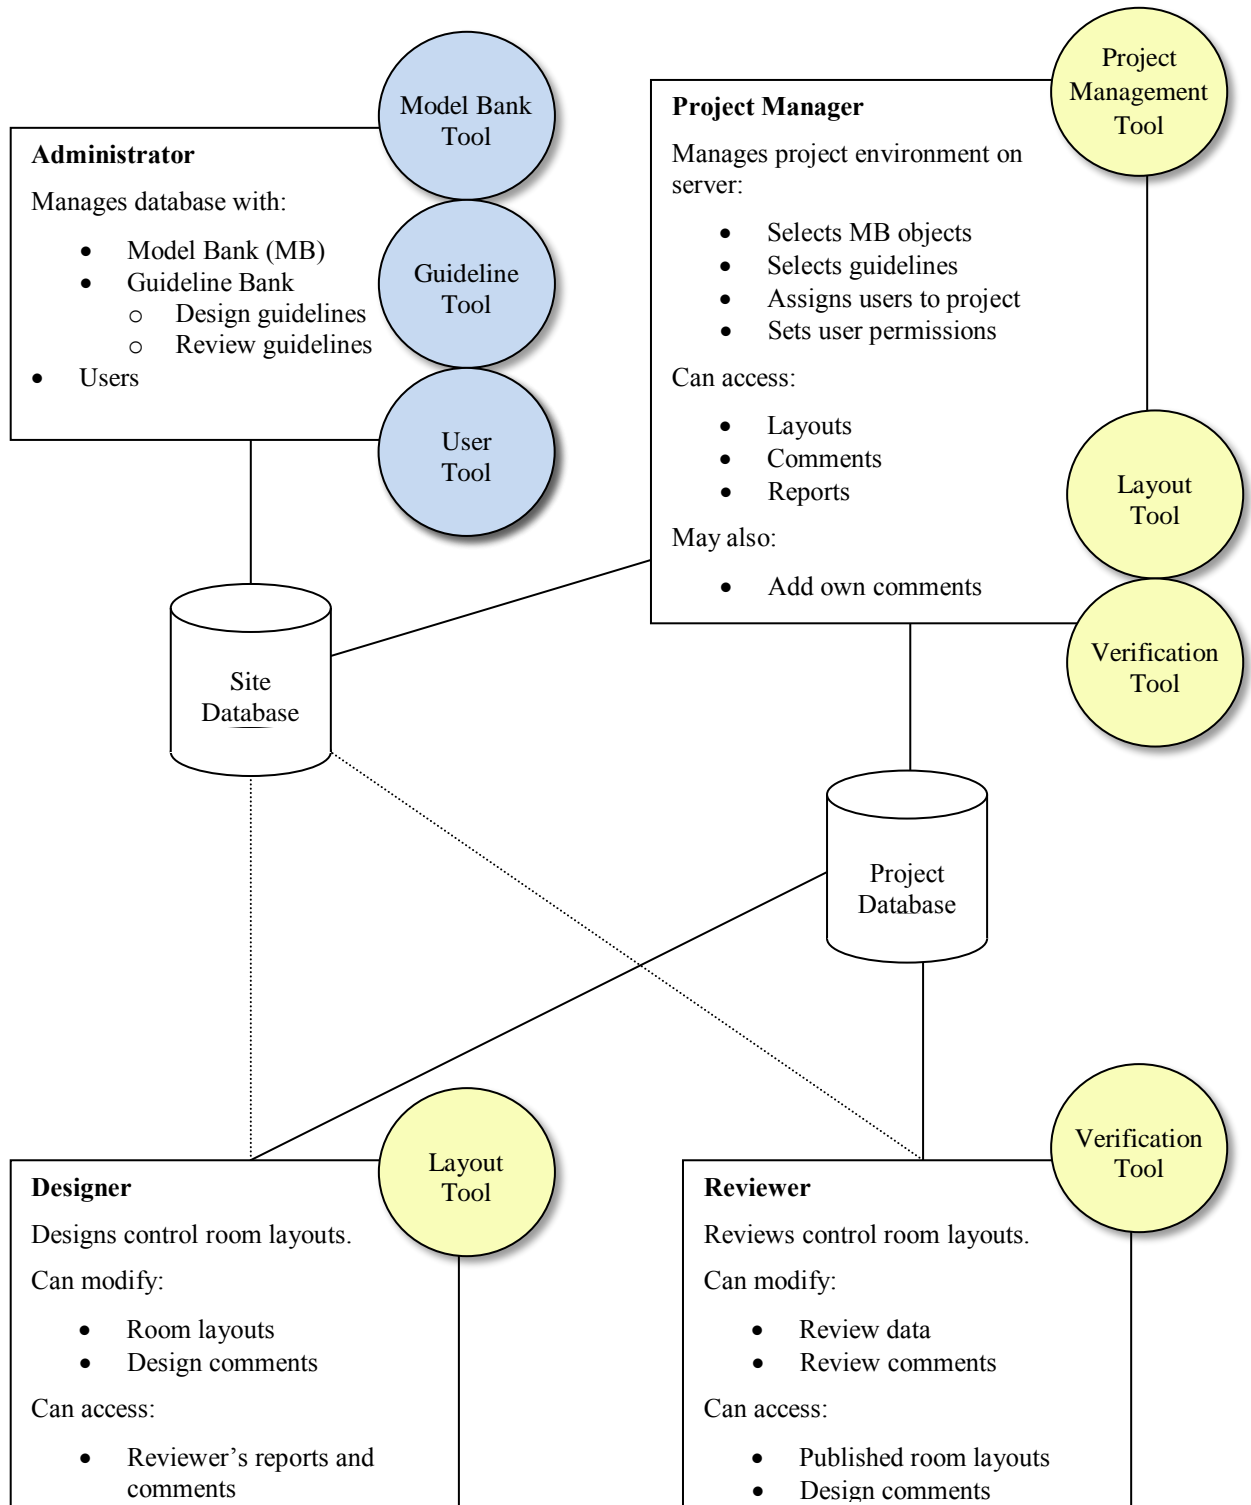 Model Bank
Tool
Administrator
Manages database with:
• Model Bank (MB)
• Guideline Bank
o Design guidelines
o Review guidelines
• Users
Guideline
Tool
User
Tool
Project
Management
Tool
Project Manager
Manages project environment on
server:
• Selects MB objects
• Selects guidelines
• Assigns users to project
• Sets user permissions
Can access:
• Layouts
• Comments
• Reports
May also:
• Add own comments
Layout
Tool
Verification
Tool
Site
Database
Project
Database
Layout
Tool
Designer
Designs control room layouts.
Can modify:
• Room layouts
• Design comments
Can access:
• Reviewer’s reports and
comments
Verification
Tool
Reviewer
Reviews control room layouts.
Can modify:
• Review data
• Review comments
Can access:
• Published room layouts
• Design comments